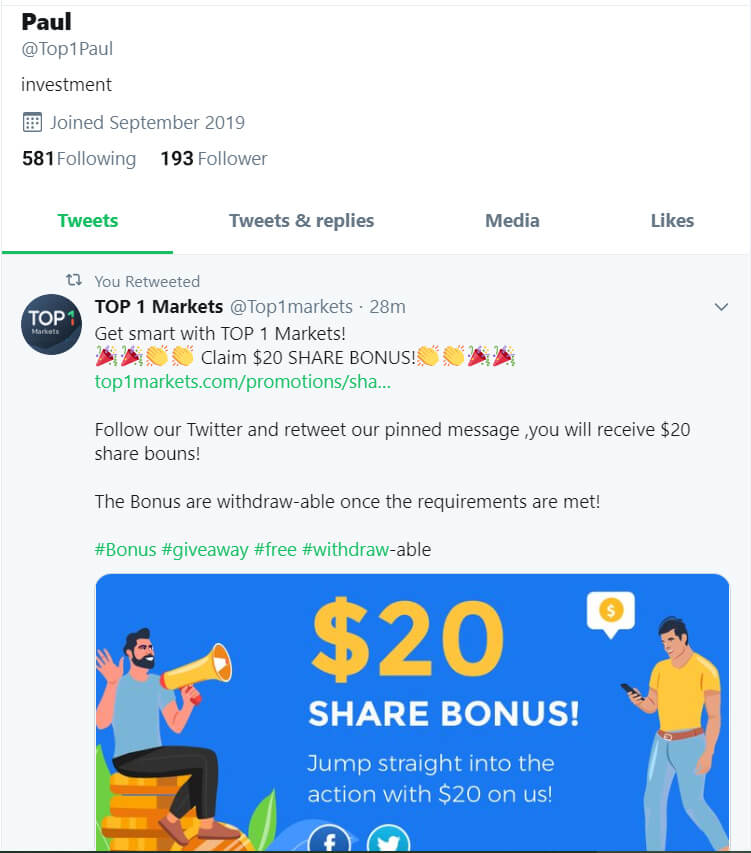 Paul
@Top1Paul
investment
Joined September 2019
581 Following 193 Follower
Tweets Tweets & replies Media Likes
You Retweeted
TOP 1 Markets @Top1markets · 28m
TOP1
Markets
Get smart with TOP 1 Markets!
🎉🎉👏👏 Claim $20 SHARE BONUS!👏👏🎉🎉
top1markets.com/promotions/sha...
Follow our Twitter and retweet our pinned message ,you will receive $20
share bouns!
The Bonus are withdraw-able once the requirements are met!
#Bonus #giveaway #free #withdraw-able
$20
SHARE BONUS!
Jump straight into the
action with $20 on us!